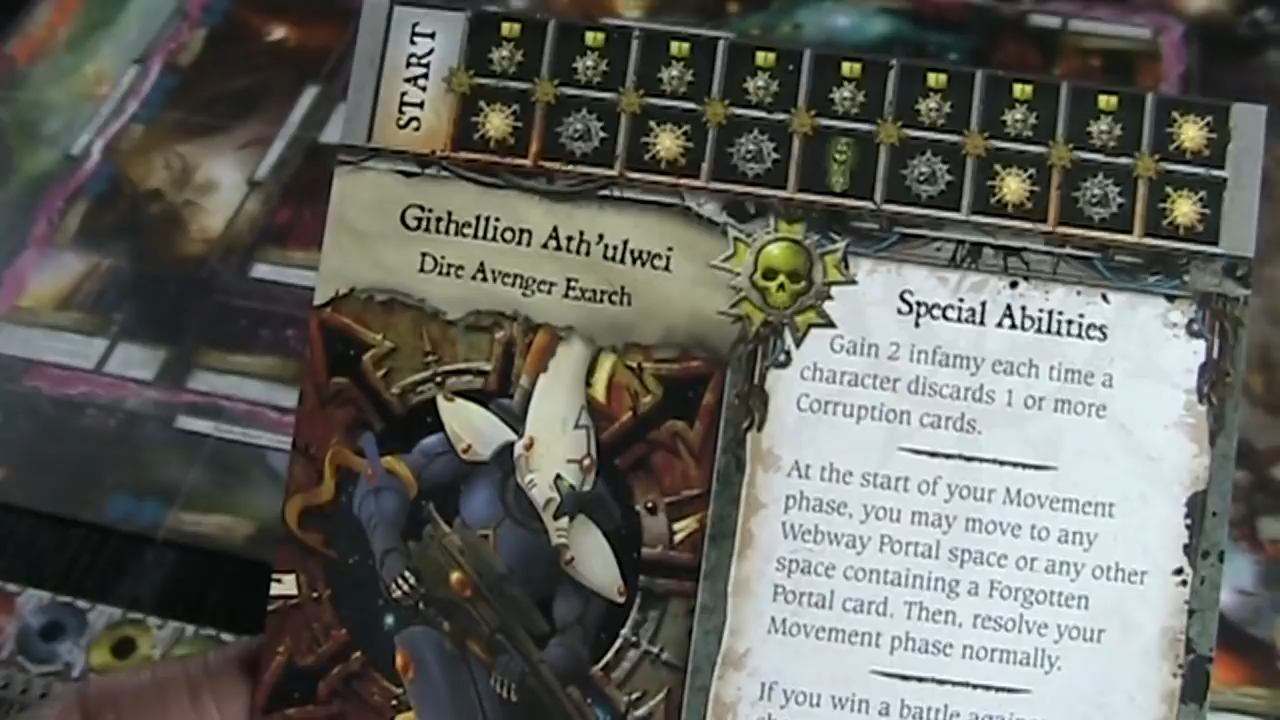 START
Githellion Ath'ulwei
Dire Avenger Exarch
Special Abilities
Gain 2 infamy each time a
character discards 1 or more
Corruption cards.
At the start of your Movement
phase, you may move to any
Webway Portal space or any other
space containing a Forgotten
Portal card. Then, resolve your
Movement phase normally.
If you win a battle